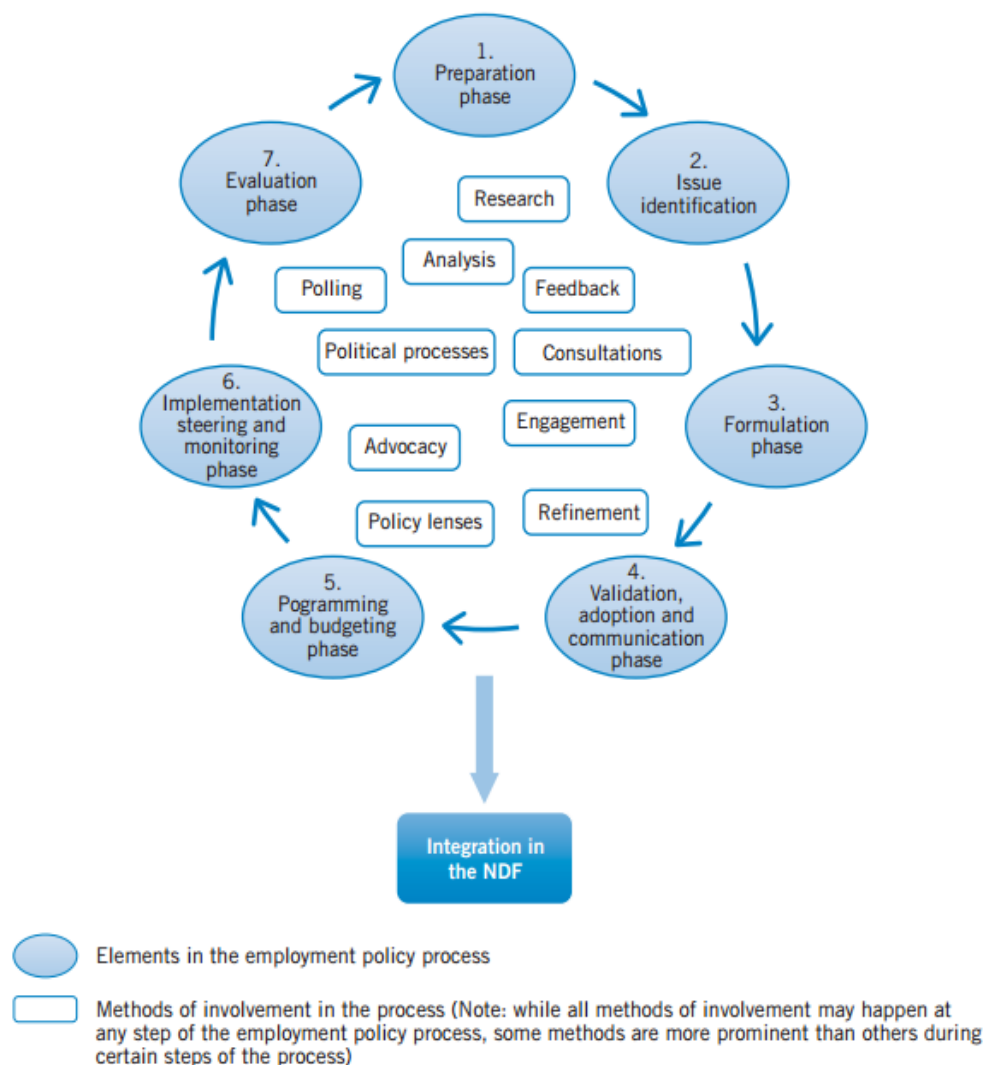 1.
Preparation
phase
2.
Issue
identification
3.
Formulation
phase
4.
Validation,
adoption and
communication
phase
5.
Pogramming
and budgeting
phase
6.
Implementation
steering and
monitoring
phase
7.
Evaluation
phase
Research
Analysis
Polling
Feedback
Political processes
Consultations
Engagement
Advocacy
Policy lenses
Refinement
Integration in
the NDF
Elements in the employment policy process
Methods of involvement in the process (Note: while all methods of involvement may happen at
any step of the employment policy process, some methods are more prominent than others during
certain steps of the process)